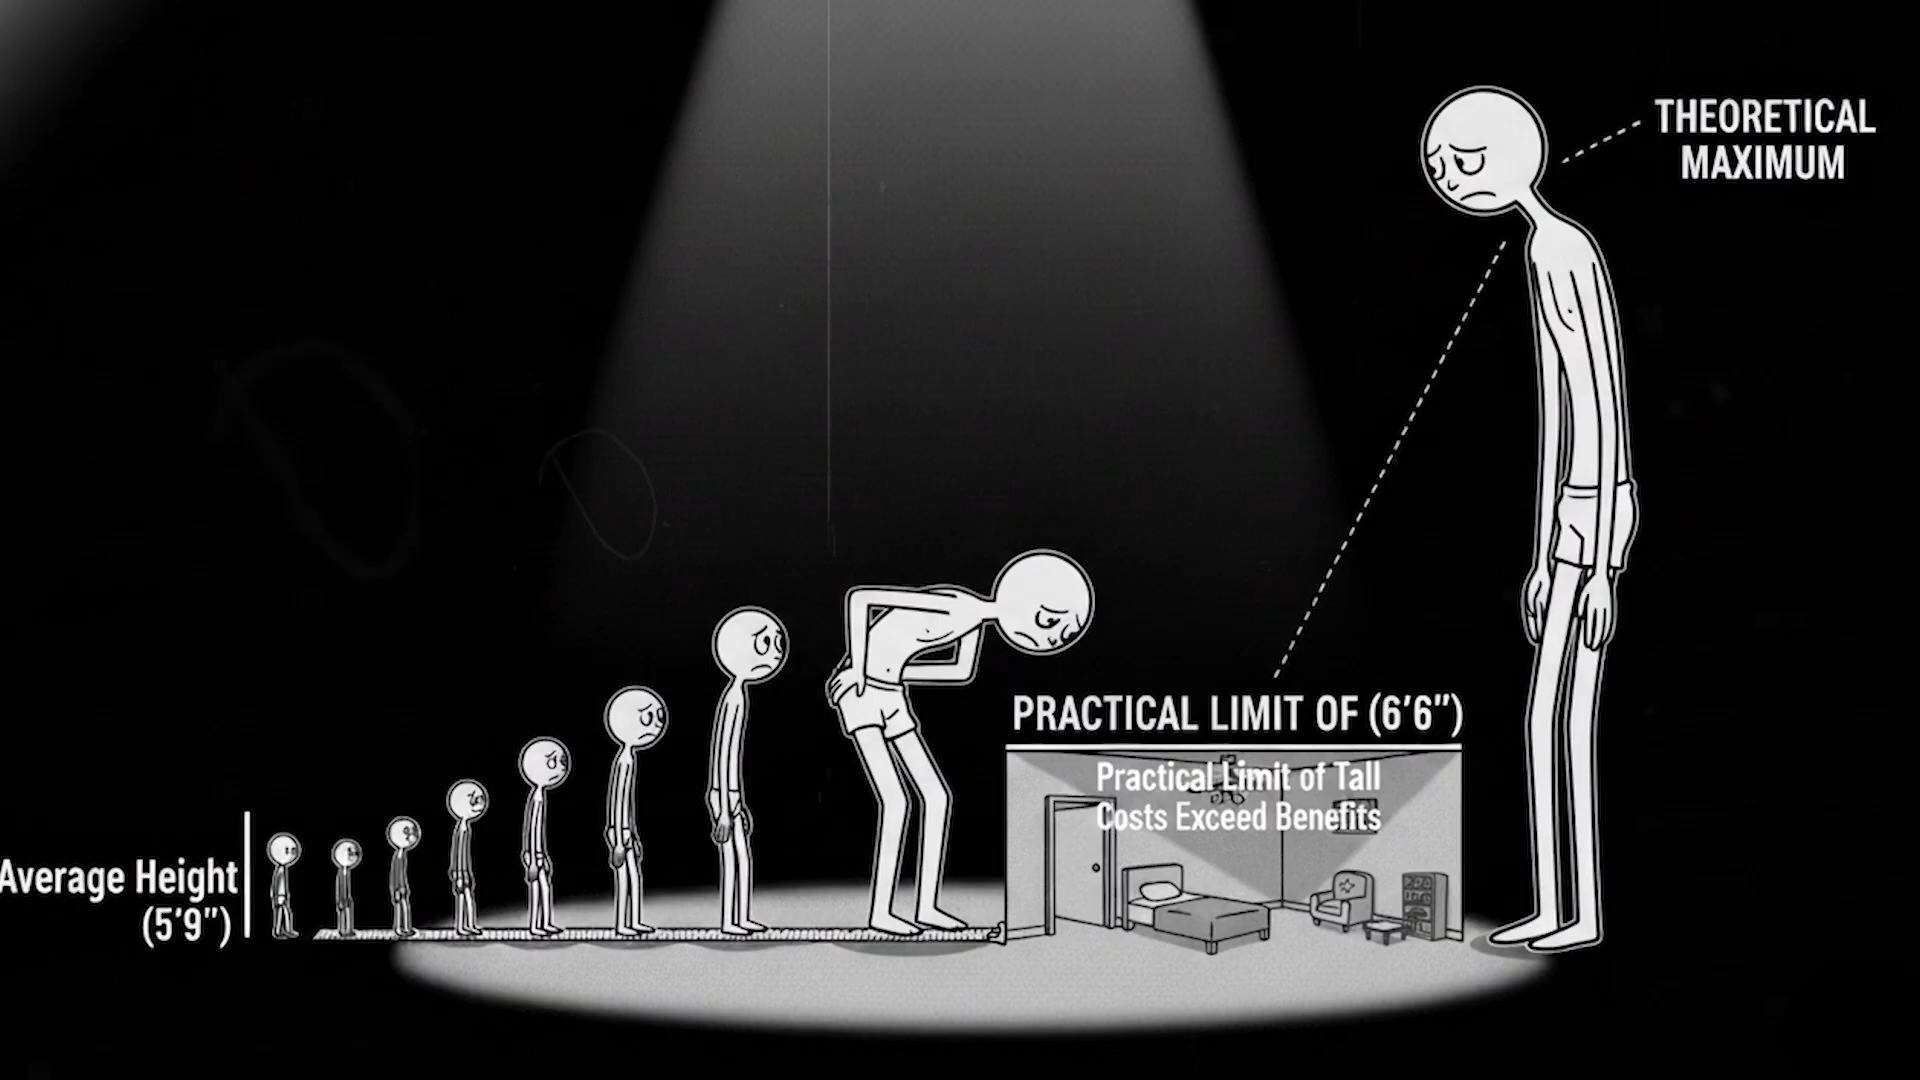 THEORETICAL
MAXIMUM
PRACTICAL LIMIT OF (6'6")
Practical Limit of Tall
Costs Exceed Benefits
Average Height
(5'9")